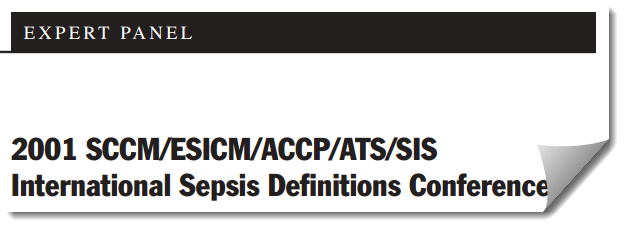 EXPERT PANEL
2001 SCCM/ESICM/ACCP/ATS/SIS
International Sepsis Definitions Conference